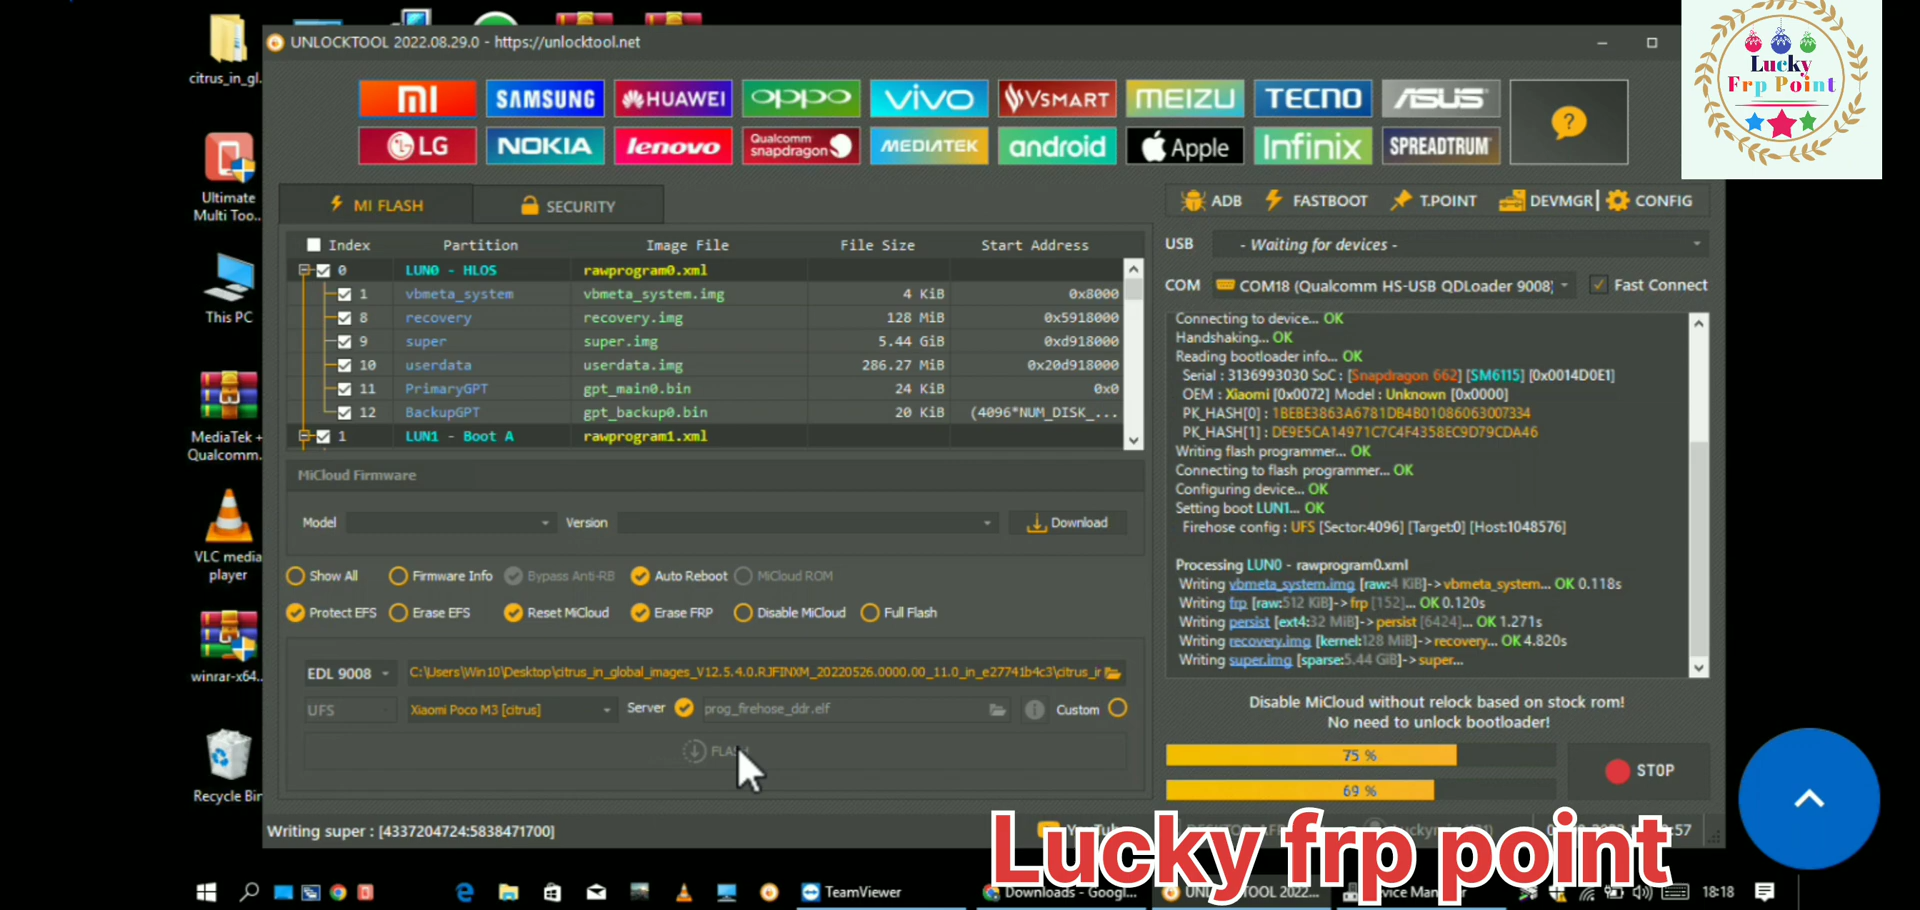 citrus_in_gl...
Ultimate
Multi Too...
This PC
MediaTek +
Qualcomm...
VLC media
player
winrar-x64...
Recycle Bin
UNLOCKTOOL 2022.08.29.0 - https://unlocktool.net
Lucky
Frp Point
MI SAMSUNG HUAWEI OPPO VIVO VSMART MEIZU TECNO ASUS ?
LG NOKIA lenovo Qualcomm snapdragon MEDIATEK android Apple Infinix SPREADTRUM
MI FLASH SECURITY
ADB FASTBOOT T.POINT DEVMGR CONFIG
Index Partition Image File File Size Start Address
0 LUN0 - HLOS rawprogram0.xml
1 vbmeta_system vbmeta_system.img 4 KiB 0x8000
8 recovery recovery.img 128 MiB 0x5918000
9 super super.img 5.44 GiB 0xd918000
10 userdata userdata.img 286.27 MiB 0x20d918000
11 PrimaryGPT gpt_main0.bin 24 KiB 0x0
12 BackupGPT gpt_backup0.bin 20 KiB (4096*NUM_DISK_...
1 LUN1 - Boot A rawprogram1.xml
MiCloud Firmware
Model Version Download
Show All Firmware Info Bypass Anti-RB Auto Reboot MiCloud ROM
Protect EFS Erase EFS Reset MiCloud Erase FRP Disable MiCloud Full Flash
EDL 9008 C:\Users\Win10\Desktop\citrus_in_global_images_V12.5.4.0.RJFINXM_20220526.0000.00_11.0_in_e27741b4c3\citrus_ir
UFS Xiaomi Poco M3 [citrus] Server prog_firehose_ddr.elf Custom
FLASH
Writing super : [4337204724:5838471700]
USB - Waiting for devices -
COM COM18 (Qualcomm HS-USB QDLoader 9008) Fast Connect
Connecting to device... OK
Handshaking... OK
Reading bootloader info... OK
Serial : 3136993030 SoC : [Snapdragon 662] [SM6115] [0x0014D0E1]
OEM : Xiaomi [0x0072] Model : Unknown [0x0000]
PK_HASH[0] : 1BEBE3863A6781DB4B01086063007334
PK_HASH[1] : DE9E5CA14971C7C4F4358EC9D79CDA46
Writing flash programmer... OK
Connecting to flash programmer... OK
Configuring device... OK
Setting boot LUN1... OK
Firehose config : UFS [Sector:4096] [Target:0] [Host:1048576]
Processing LUN0 - rawprogram0.xml
Writing vbmeta_system.img [raw:4 KiB]->vbmeta_system... OK 0.118s
Writing frp [raw:512 KiB]->frp [152]... OK 0.120s
Writing persist [ext4:32 MiB]->persist [6424]... OK 1.271s
Writing recovery.img [kernel:128 MiB]->recovery... OK 4.820s
Writing super.img [sparse:5.44 GiB]->super...
Disable MiCloud without relock based on stock rom!
No need to unlock bootloader!
75 %
69 %
STOP
Lucky frp point
TeamViewer Downloads - Googl... UNLOCKTOOL 2022... 18:18